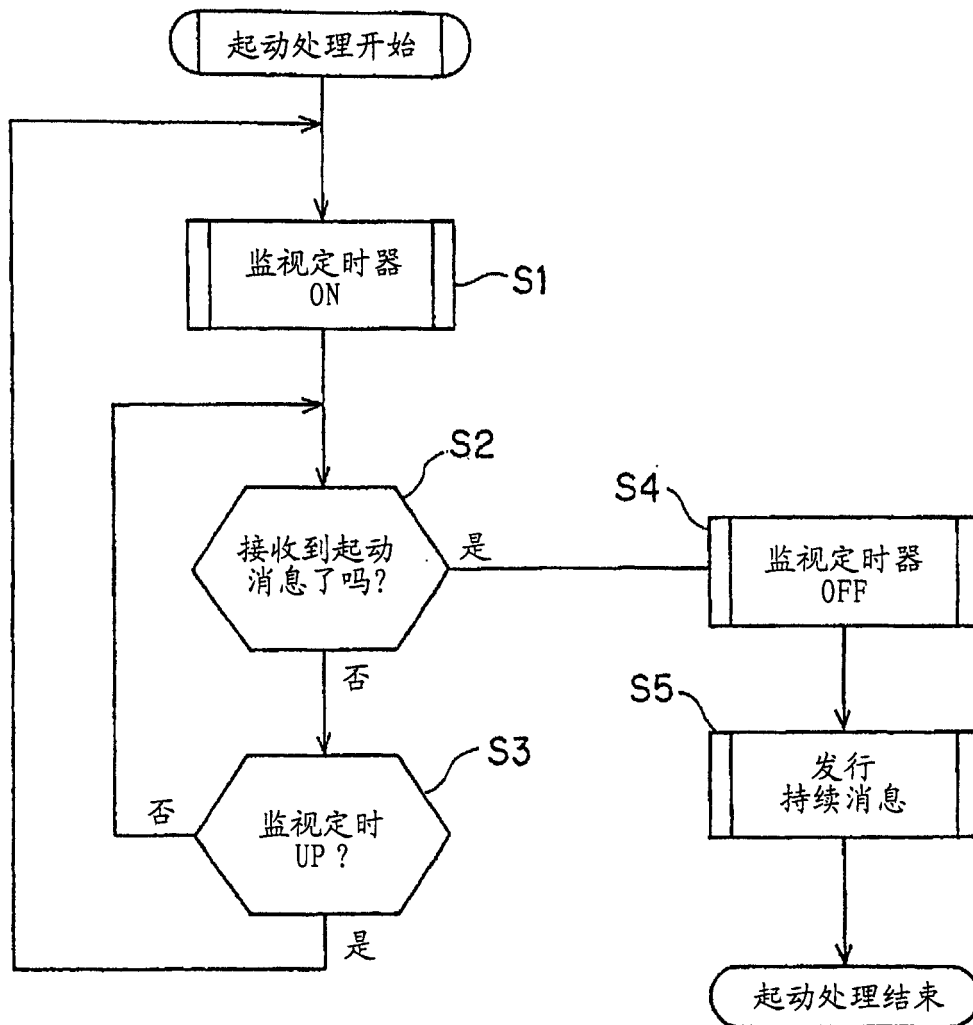 起动处理开始
监视定时器
ON
S1
S2
接收到起动
消息了吗?
是
否
S3
监视定时
UP?
否
是
S4
监视定时器
OFF
S5
发行
持续消息
起动处理结束